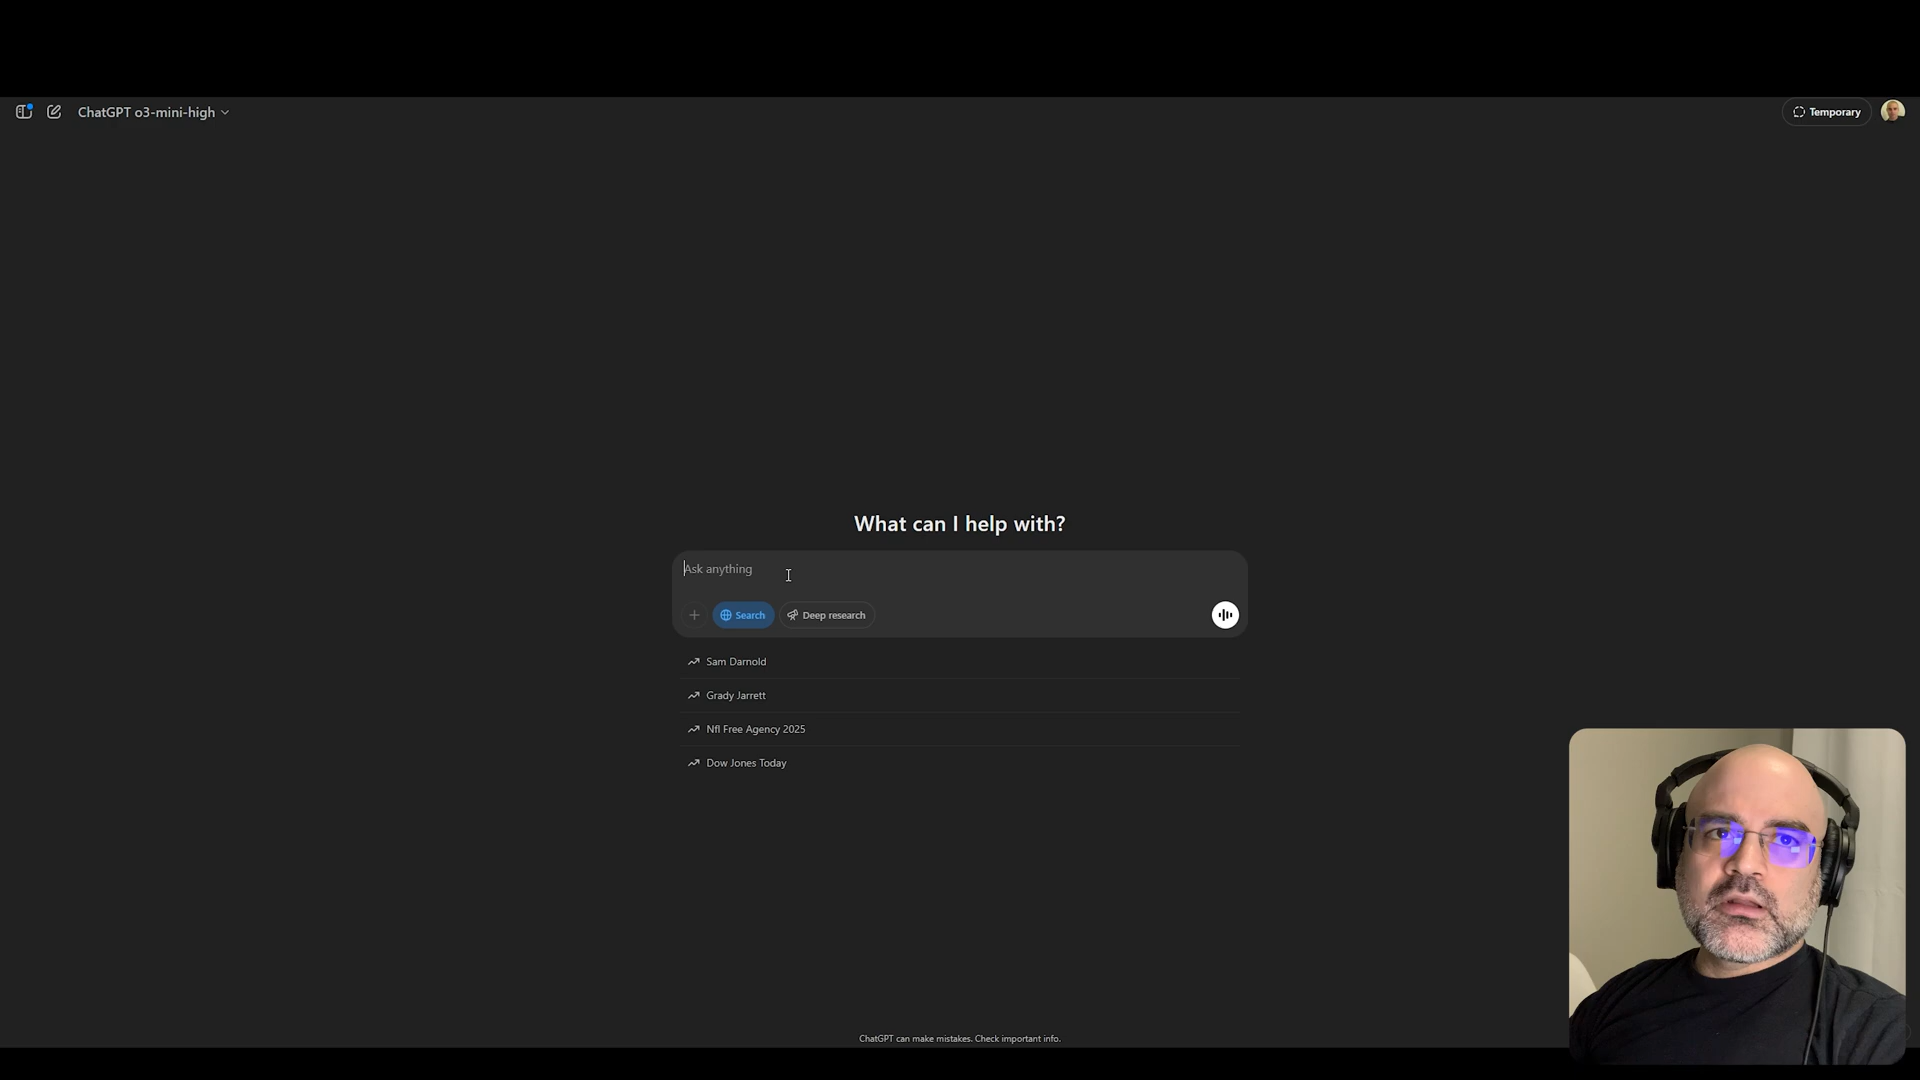 ChatGPT o3-mini-high
Temporary
What can I help with?
Ask anything
Search
Deep research
Sam Darnold
Grady Jarrett
Nfl Free Agency 2025
Dow Jones Today
ChatGPT can make mistakes. Check important info.